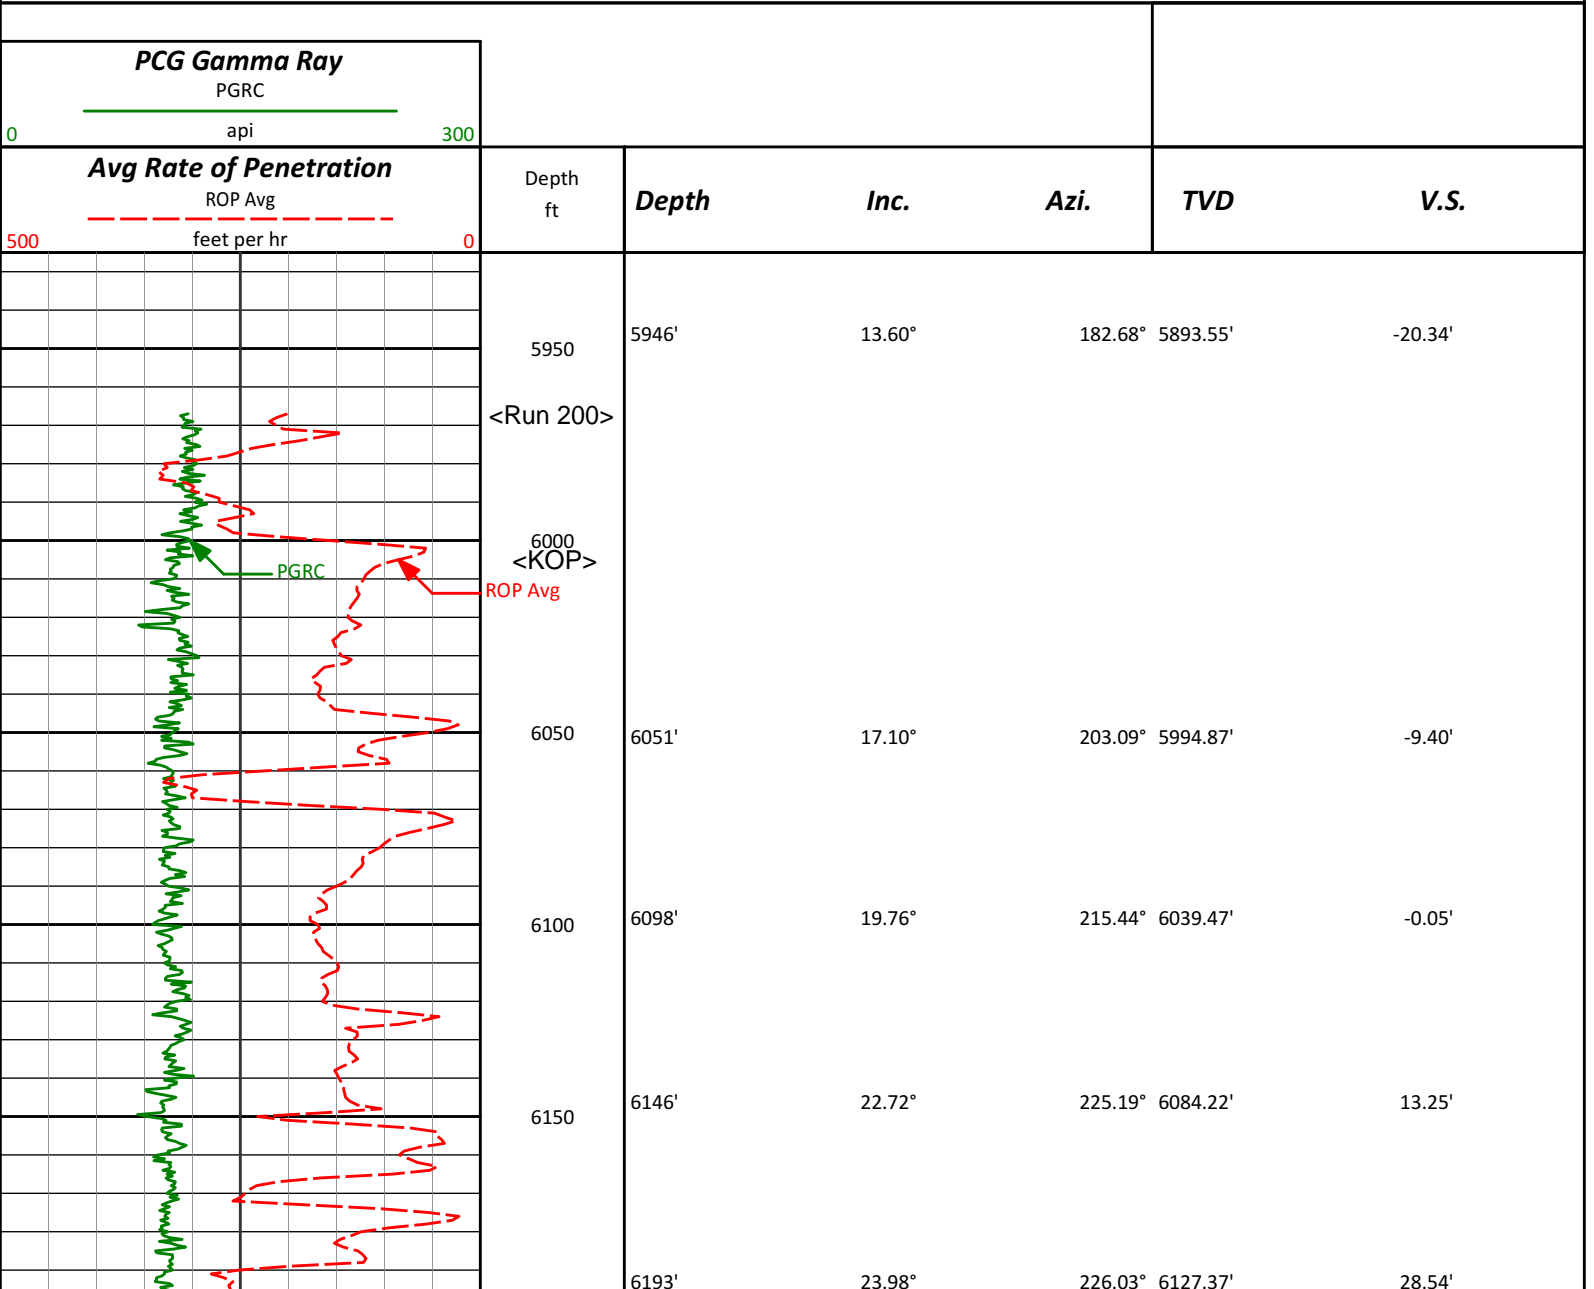 PCG Gamma Ray
PGRC
0 api 300
Avg Rate of Penetration
ROP Avg
500 feet per hr 0
Depth
ft
Depth Inc. Azi. TVD V.S.
5946' 13.60° 182.68° 5893.55' -20.34'
5950
<Run 200>
6000
<KOP>
PGRC
ROP Avg
6050 6051' 17.10° 203.09° 5994.87' -9.40'
6100 6098' 19.76° 215.44° 6039.47' -0.05'
6146' 22.72° 225.19° 6084.22' 13.25'
6150
6193' 23.98° 226.03° 6127.37' 28.54'